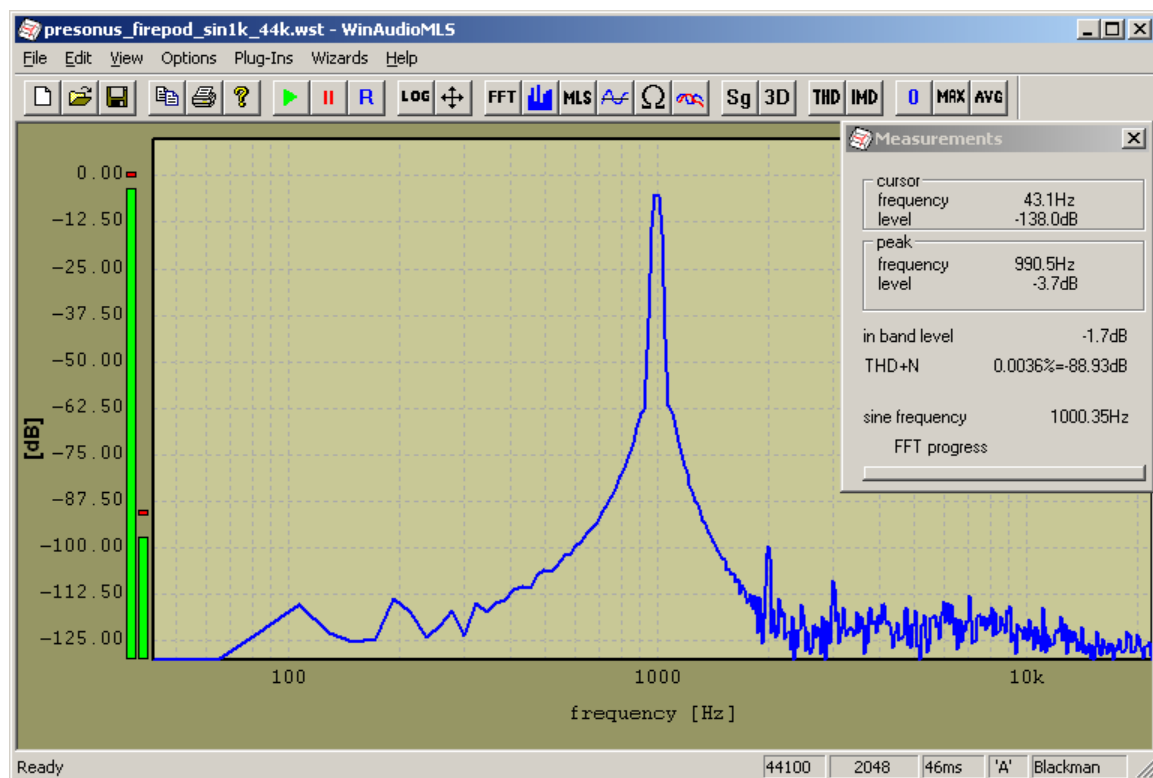 presonus_firepod_sin1k_44k.wst - WinAudioMLS
File Edit View Options Plug-Ins Wizards Help
R LOG FFT MLS Ω Sg 3D THD IMD 0 MAX AVG
Measurements
cursor
frequency 43.1Hz
level -138.0dB
peak
frequency 990.5Hz
level -3.7dB
in band level -1.7dB
THD+N 0.0036%=-88.93dB
sine frequency 1000.35Hz
FFT progress
0.00
-12.50
-25.00
-37.50
-50.00
-62.50
-75.00
-87.50
-100.00
-112.50
-125.00
[dB]
100 1000 10k
frequency [Hz]
Ready 44100 2048 46ms 'A' Blackman